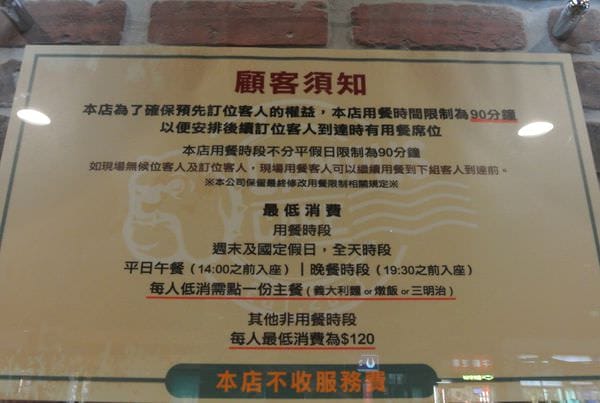 顧客須知
本店為了確保預先訂位客人的權益，本店用餐時間限制為90分鐘
以便安排後續訂位客人到達時有用餐席位
本店用餐時段不分平假日限制為90分鐘
如現場無候位客人及訂位客人，現場用餐客人可以繼續用餐到下組客人到達前。
※本公司保留最終修改用餐限制相關規定※
最低消費
用餐時段
週末及國定假日，全天時段
平日午餐（14:00之前入座）｜晚餐時段（19:30之前入座）
每人低消需點一份主餐（義大利麵 or 燉飯 or 三明治）
其他非用餐時段
每人最低消費為$120
本店不收服務費